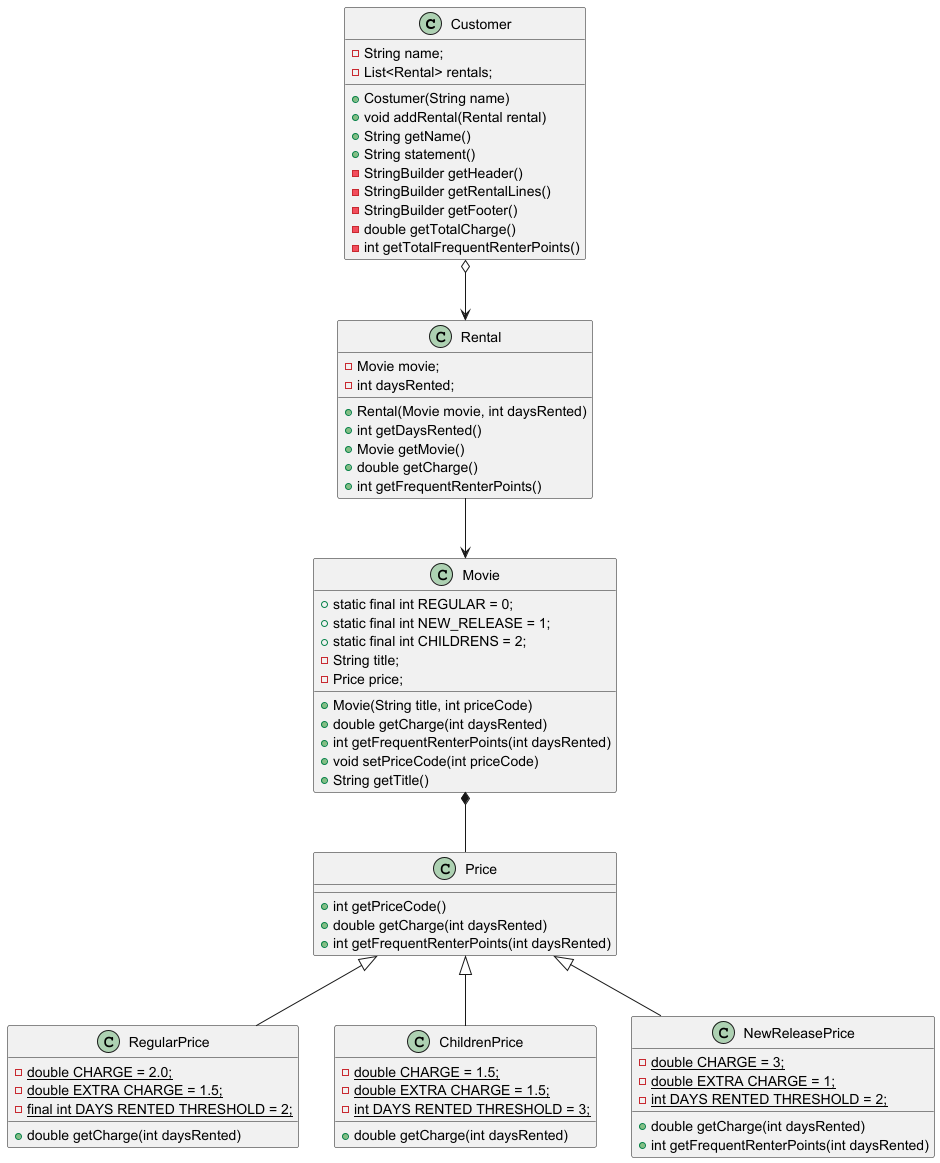 C Customer
String name;
List<Rental> rentals;
Costumer(String name)
void addRental(Rental rental)
String getName()
String statement()
StringBuilder getHeader()
StringBuilder getRentalLines()
StringBuilder getFooter()
double getTotalCharge()
int getTotalFrequentRenterPoints()
C Rental
Movie movie;
int daysRented;
Rental(Movie movie, int daysRented)
int getDaysRented()
Movie getMovie()
double getCharge()
int getFrequentRenterPoints()
C Movie
static final int REGULAR = 0;
static final int NEW_RELEASE = 1;
static final int CHILDRENS = 2;
String title;
Price price;
Movie(String title, int priceCode)
double getCharge(int daysRented)
int getFrequentRenterPoints(int daysRented)
void setPriceCode(int priceCode)
String getTitle()
C Price
int getPriceCode()
double getCharge(int daysRented)
int getFrequentRenterPoints(int daysRented)
C RegularPrice
double CHARGE = 2.0;
double EXTRA CHARGE = 1.5;
final int DAYS RENTED THRESHOLD = 2;
double getCharge(int daysRented)
C ChildrenPrice
double CHARGE = 1.5;
double EXTRA CHARGE = 1.5;
int DAYS RENTED THRESHOLD = 3;
double getCharge(int daysRented)
C NewReleasePrice
double CHARGE = 3;
double EXTRA CHARGE = 1;
int DAYS RENTED THRESHOLD = 2;
double getCharge(int daysRented)
int getFrequentRenterPoints(int daysRented)